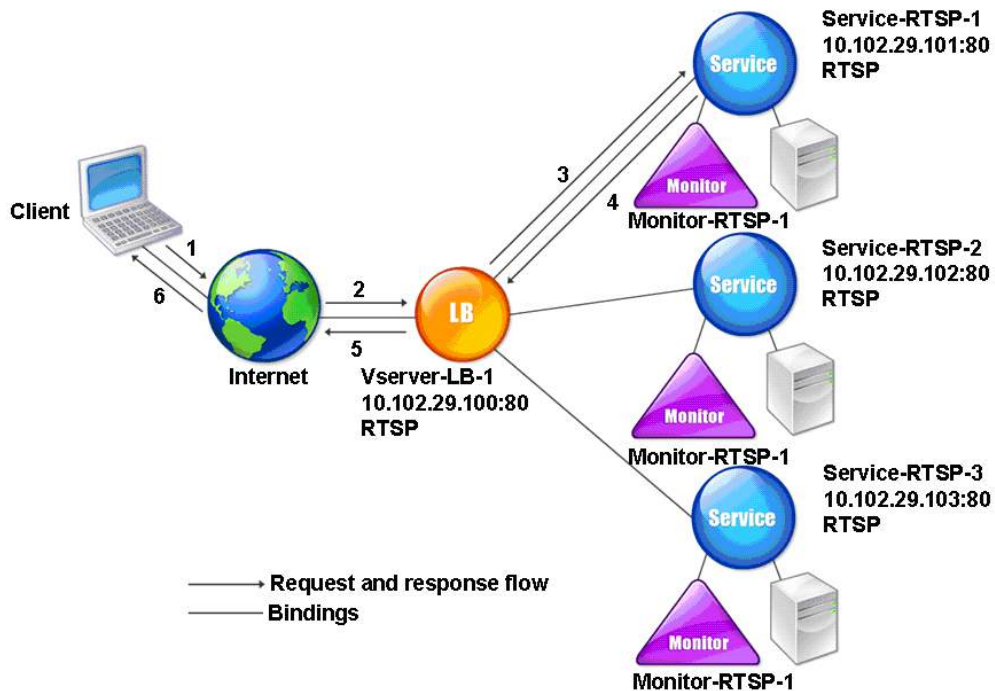 Service-RTSP-1
10.102.29.101:80
RTSP
Service
3
4
Monitor
Monitor-RTSP-1
Client
1
6
Internet
2
5
LB
Vserver-LB-1
10.102.29.100:80
RTSP
Service-RTSP-2
10.102.29.102:80
RTSP
Service
Monitor
Monitor-RTSP-1
Service-RTSP-3
10.102.29.103:80
RTSP
Service
Monitor
Monitor-RTSP-1
Request and response flow
Bindings